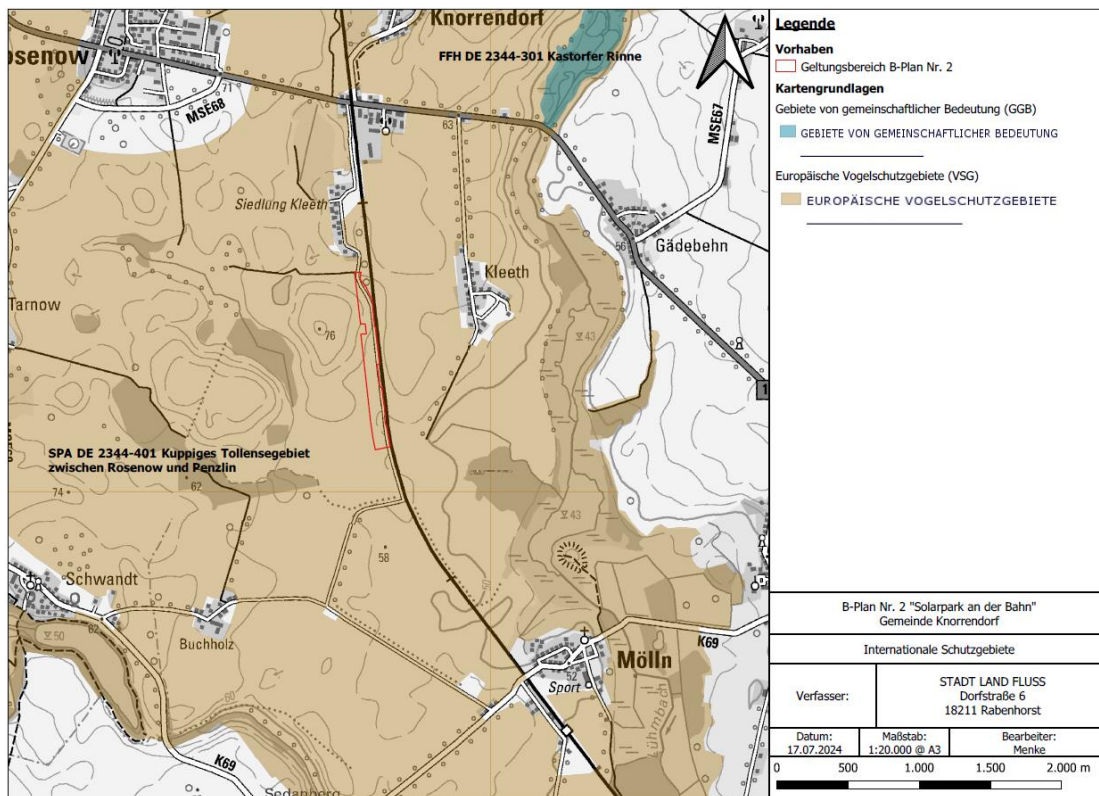 Knorrendorf
FFH DE 2344-301 Kastorfer Rinne
osenow
71
MSE68
63
MSE67
Siedlung Kleeth
56
Gädebehn
Kleeth
Tarnow
76
43
1
SPA DE 2344-401 Kuppiges Tollensegebiet
zwischen Rosenow und Penzlin
62
74
43
58
50
Schwandt
62
50
Buchholz
K69
Mölln
52
Sport
60
Lühmbach
K69
Sedanberg
Legende
Vorhaben
Geltungsbereich B-Plan Nr. 2
Kartengrundlagen
Gebiete von gemeinschaftlicher Bedeutung (GGB)
GEBIETE VON GEMEINSCHAFTLICHER BEDEUTUNG
Europäische Vogelschutzgebiete (VSG)
EUROPÄISCHE VOGELSCHUTZGEBIETE
B-Plan Nr. 2 "Solarpark an der Bahn"
Gemeinde Knorrendorf
Internationale Schutzgebiete
Verfasser:
STADT LAND FLUSS
Dorfstraße 6
18211 Rabenhorst
Datum:
17.07.2024
Maßstab:
1:20.000 @ A3
Bearbeiter:
Menke
0 500 1.000 1.500 2.000 m